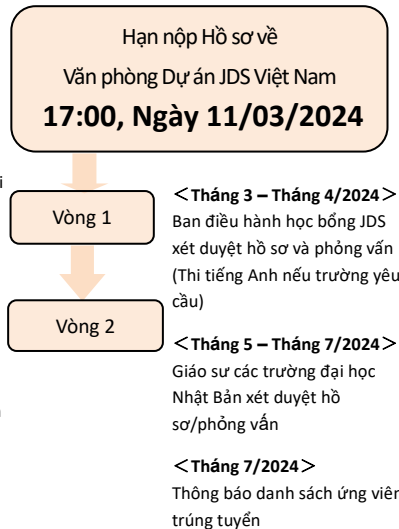 Hạn nộp Hồ sơ về
Văn phòng Dự án JDS Việt Nam
17:00, Ngày 11/03/2024
i
Vòng 1
Vòng 2
＜Tháng 3 – Tháng 4/2024＞
Ban điều hành học bổng JDS
xét duyệt hồ sơ và phỏng vấn
(Thi tiếng Anh nếu trường yêu
cầu)
＜Tháng 5 – Tháng 7/2024＞
Giáo sư các trường đại học
Nhật Bản xét duyệt hồ
sơ/phỏng vấn
＜Tháng 7/2024＞
Thông báo danh sách ứng viên
trúng tuyển